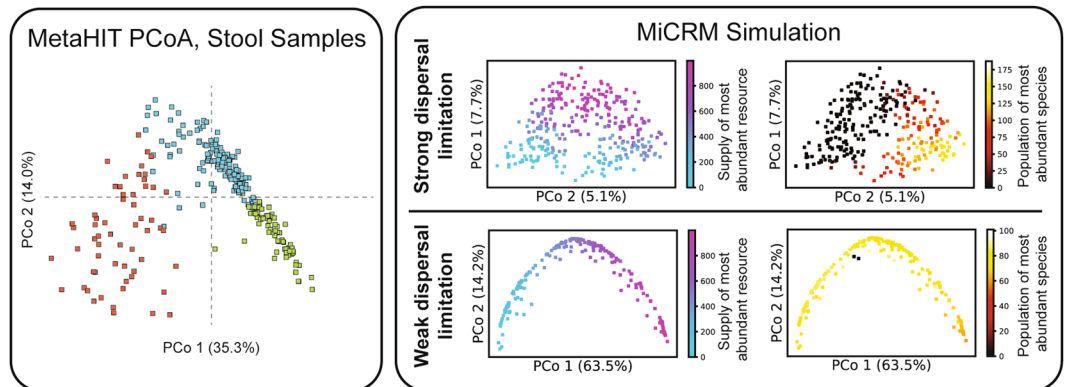 MetaHIT PCoA, Stool Samples
PCo 2 (14.0%)
PCo 1 (35.3%)
MiCRM Simulation
Strong dispersal
limitation
PCo 1 (7.7%)
PCo 2 (5.1%)
800
600
400
200
0
Supply of most
abundant resource
PCo 1 (7.7%)
PCo 2 (5.1%)
175
150
125
100
75
50
25
0
Population of most
abundant species
Weak dispersal
limitation
PCo 2 (14.2%)
PCo 1 (63.5%)
800
600
400
200
0
Supply of most
abundant resource
PCo 2 (14.2%)
PCo 1 (63.5%)
100
80
60
40
20
0
Population of most
abundant species